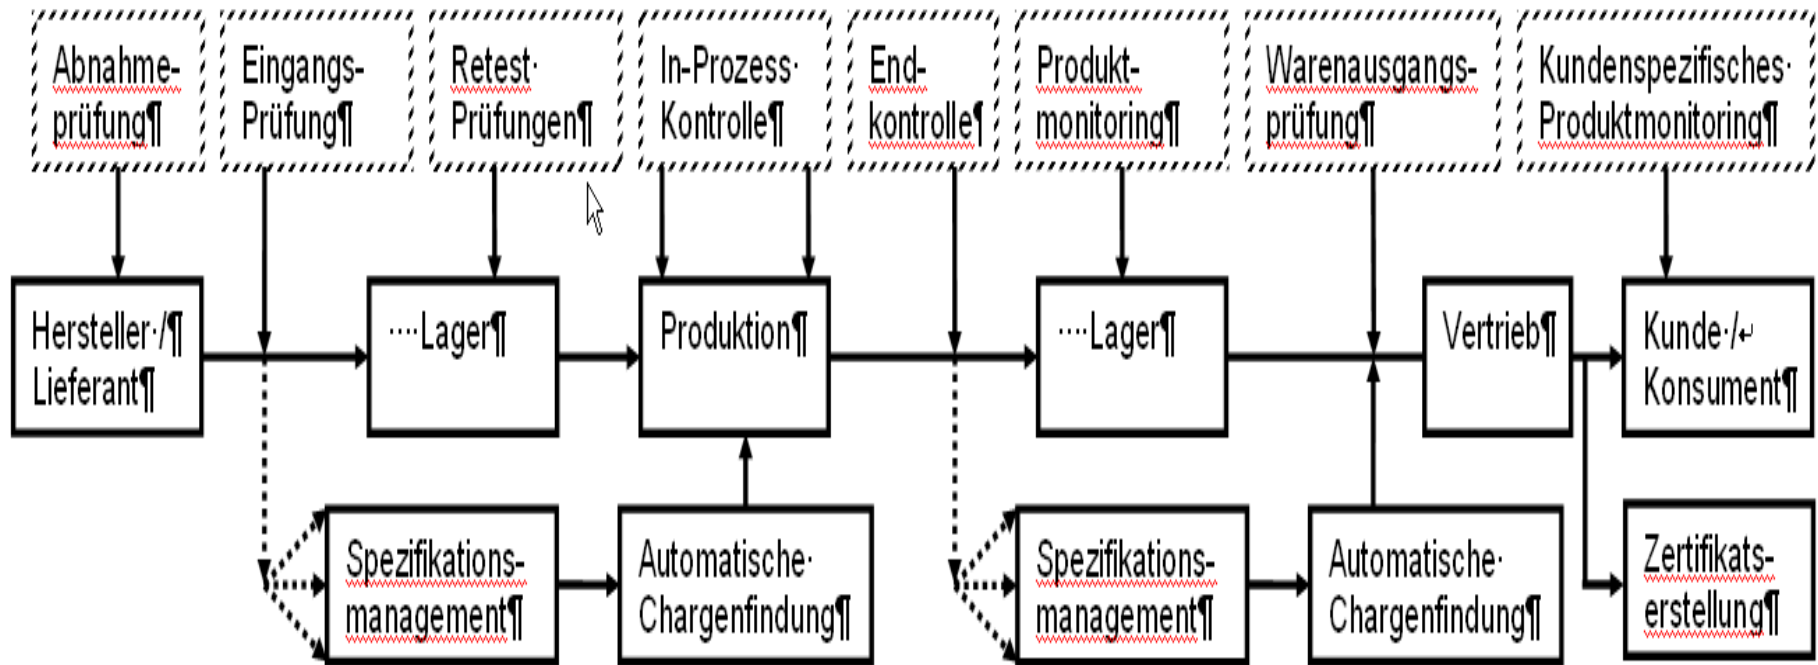 Abnahme-
prüfung¶
Eingangs-
Prüfung¶
Retest·
Prüfungen¶
In-Prozess·
Kontrolle¶
End-
kontrolle¶
Produkt-
monitoring¶
Warenausgangs-
prüfung¶
Kundenspezifisches·
Produktmonitoring¶
Hersteller·/¶
Lieferant¶
····Lager¶
Produktion¶
····Lager¶
Vertrieb¶
Kunde·/↵
Konsument¶
Spezifikations-
management¶
Automatische·
Chargenfindung¶
Spezifikations-
management¶
Automatische·
Chargenfindung¶
Zertifikats-
erstellung¶